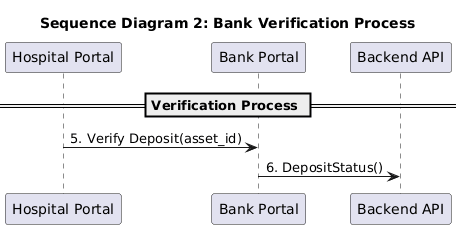 Sequence Diagram 2: Bank Verification Process
Hospital Portal Bank Portal Backend API
Verification Process
5. Verify Deposit(asset_id)
6. DepositStatus()
Hospital Portal Bank Portal Backend API